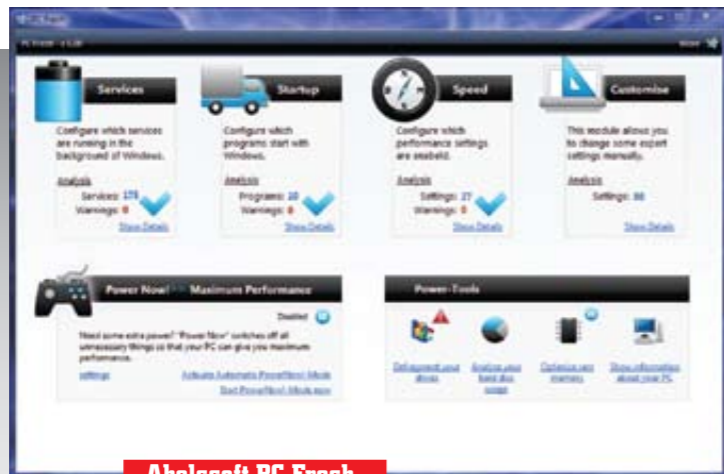 PC Fresh
Services
Configure which services
are running in the
background of Windows.
Analysis
Services: 178
Warnings: 0
Show Details
Startup
Configure which
programs start with
Windows.
Analysis
Programs: 10
Warnings: 0
Show Details
Speed
Configure which
performance settings
are enabeld.
Analysis
Settings: 27
Warnings: 0
Show Details
Customise
This module allows you
to change some expert
settings manually.
Analysis
Settings:
Show Details
Power Now! >> Maximum Performance
Disabled
Need some extra power? "Power Now" switches off all
unnecessary things so that your PC can give you maximum
performance.
settings
Activate Automatic PowerNow!-Mode
Start PowerNow!-Mode now
Power-Tools
Defragment your
drives
Analyze your
hard disc
usage
Optimize
memory
Show information
about your PC
Abelssoft PC Fresh